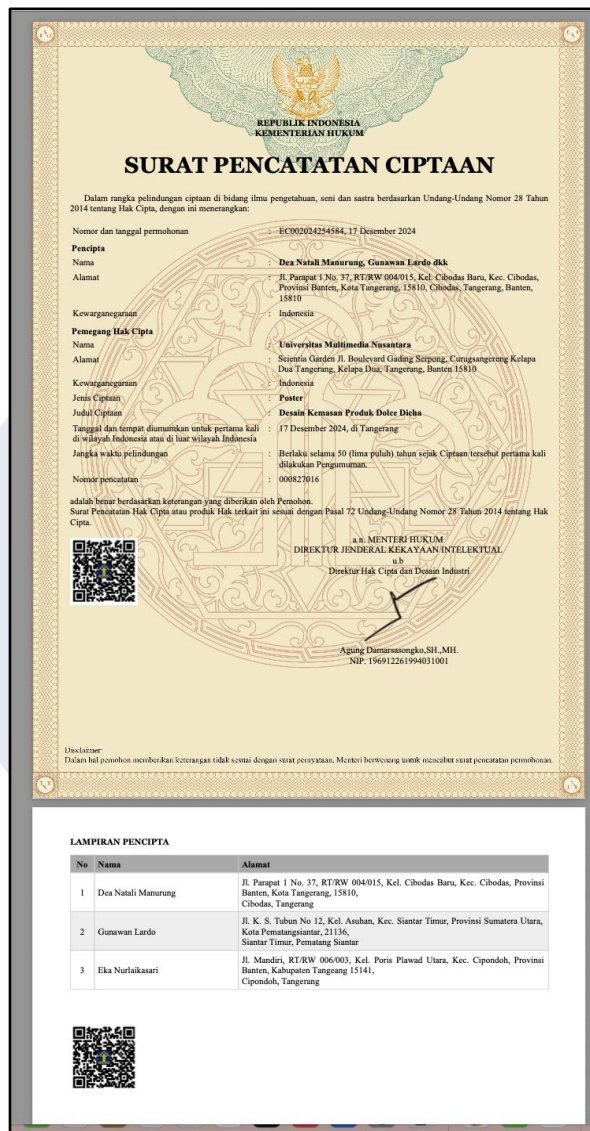 REPUBLIK INDONESIA
KEMENTERIAN HUKUM
SURAT PENCATATAN CIPTAAN
Dalam rangka pelindungan ciptaan di bidang ilmu pengetahuan, seni dan sastra berdasarkan Undang-Undang Nomor 28 Tahun
2014 tentang Hak Cipta, dengan ini menerangkan:
Nomor dan tanggal permohonan : EC002024254584, 17 Desember 2024
Pencipta
Nama : Dea Natali Manurung, Gunawan Lardo dkk
Alamat : Jl. Parapat 1 No. 37, RT/RW 004/015, Kel. Cibodas Baru, Kec. Cibodas,
Provinsi Banten, Kota Tangerang, 15810, Cibodas, Tangerang, Banten,
15810
Kewarganegaraan : Indonesia
Pemegang Hak Cipta
Nama : Universitas Multimedia Nusantara
Alamat : Scientia Garden Jl. Boulevard Gading Serpong, Curugsangereng Kelapa
Dua Tangerang, Kelapa Dua, Tangerang, Banten 15810
Kewarganegaraan : Indonesia
Jenis Ciptaan : Poster
Judul Ciptaan : Desain Kemasan Produk Dolce Dicha
Tanggal dan tempat diumumkan untuk pertama kali : 17 Desember 2024, di Tangerang
di wilayah Indonesia atau di luar wilayah Indonesia
Jangka waktu pelindungan : Berlaku selama 50 (lima puluh) tahun sejak Ciptaan tersebut pertama kali
dilakukan Pengumuman.
Nomor pencatatan : 000827016
adalah benar berdasarkan keterangan yang diberikan oleh Pemohon.
Surat Pencatatan Hak Cipta atau produk Hak terkait ini sesuai dengan Pasal 72 Undang-Undang Nomor 28 Tahun 2014 tentang Hak
Cipta.
a.n. MENTERI HUKUM
DIREKTUR JENDERAL KEKAYAAN INTELEKTUAL
u.b
Direktur Hak Cipta dan Desain Industri
Agung Damarsasongko,SH.,MH.
NIP. 196912261994031001
Disclaimer:
Dalam hal pemohon memberikan keterangan tidak sesuai dengan surat pernyataan, Menteri berwenang untuk mencabut surat pencatatan permohonan.
LAMPIRAN PENCIPTA
No Nama Alamat
1 Dea Natali Manurung Jl. Parapat 1 No. 37, RT/RW 004/015, Kel. Cibodas Baru, Kec. Cibodas, Provinsi
Banten, Kota Tangerang, 15810,
Cibodas, Tangerang
2 Gunawan Lardo Jl. K. S. Tubun No 12, Kel. Asuhan, Kec. Siantar Timur, Provinsi Sumatera Utara,
Kota Pematangsiantar, 21136,
Siantar Timur, Pematang Siantar
3 Eka Nurlaikasari Jl. Mandiri, RT/RW 006/003, Kel. Poris Plawad Utara, Kec. Cipondoh, Provinsi
Banten, Kabupaten Tangeang 15141,
Cipondoh, Tangerang